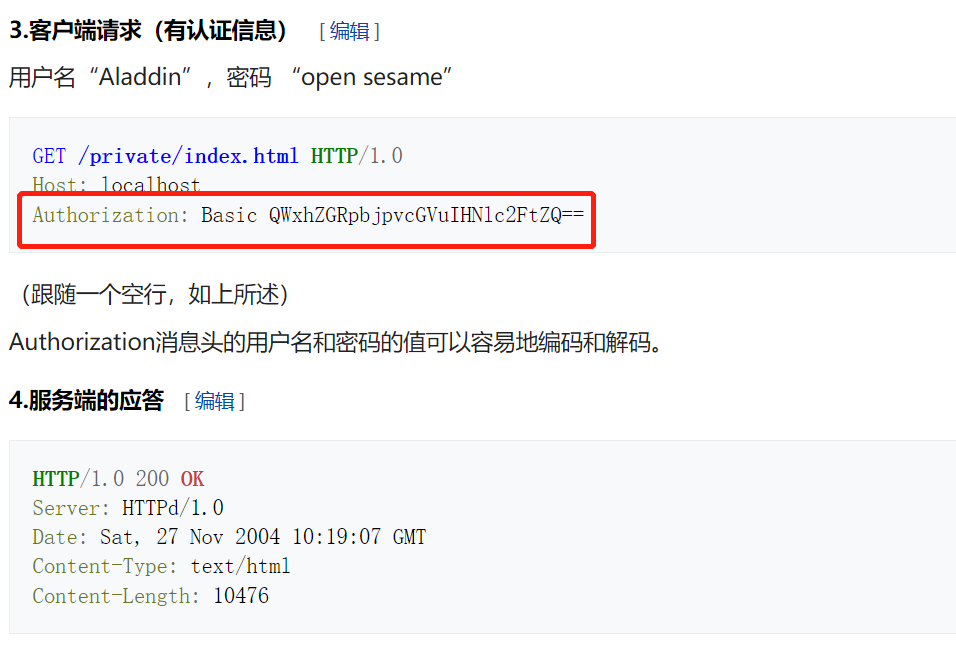 3.客户端请求（有认证信息） [编辑]
用户名“Aladdin”，密码 “open sesame”
GET /private/index.html HTTP/1.0
Host: localhost
Authorization: Basic QWxhZGRpbjpvcGVuIHNlc2FtZQ==
（跟随一个空行，如上所述）
Authorization消息头的用户名和密码的值可以容易地编码和解码。
4.服务端的应答 [编辑]
HTTP/1.0 200 OK
Server: HTTPd/1.0
Date: Sat, 27 Nov 2004 10:19:07 GMT
Content-Type: text/html
Content-Length: 10476